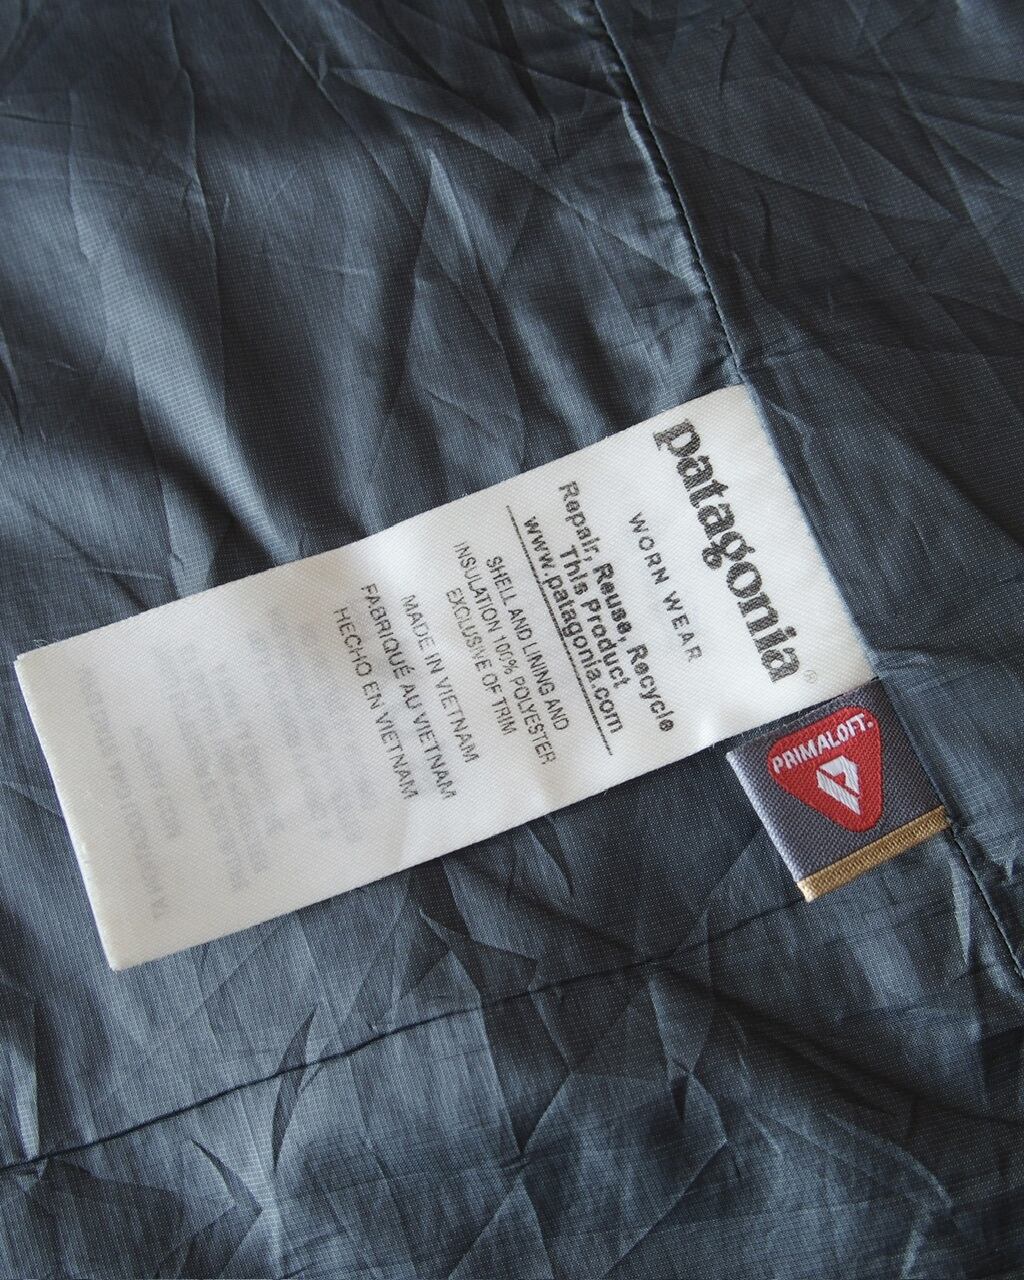 patagonia®
WORN WEAR
Repair, Reuse, Recycle
This Product
www.patagonia.com
SHELL AND LINING AND
INSULATION 100% POLYESTER
EXCLUSIVE OF TRIM
MADE IN VIETNAM
FABRIQUÉ AU VIETNAM
HECHO EN VIETNAM
PRIMALOFT.